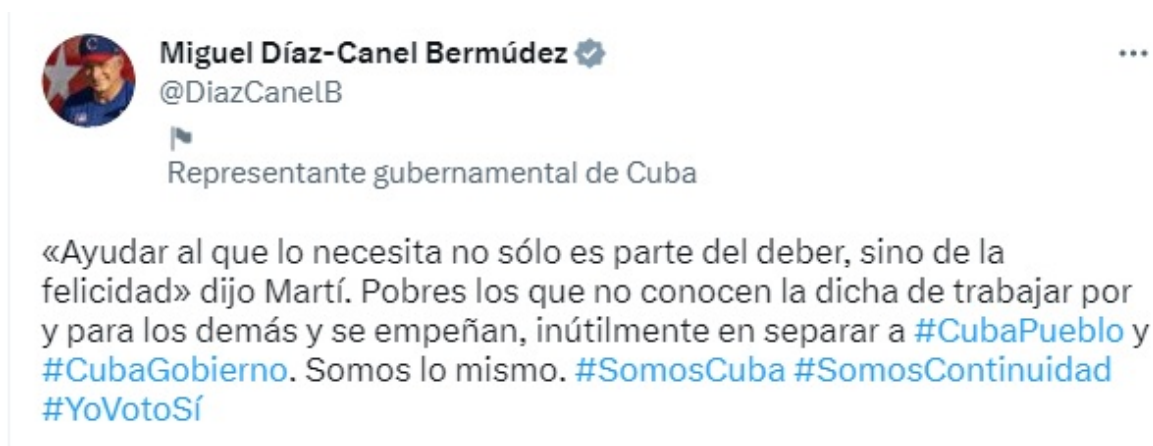 Miguel Díaz-Canel Bermúdez
@DiazCanelB
Representante gubernamental de Cuba
«Ayudar al que lo necesita no sólo es parte del deber, sino de la
felicidad» dijo Martí. Pobres los que no conocen la dicha de trabajar por
y para los demás y se empeñan, inútilmente en separar a #CubaPueblo y
#CubaGobierno. Somos lo mismo. #SomosCuba #SomosContinuidad
#YoVotoSí